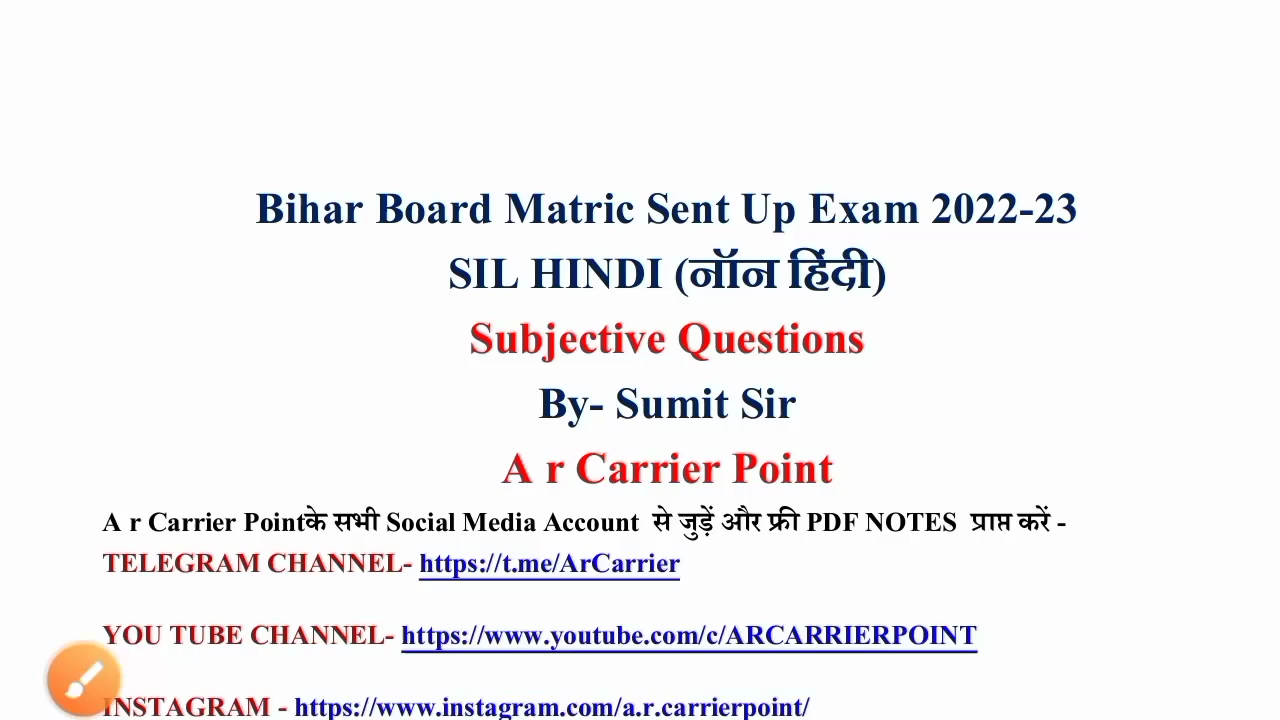 Bihar Board Matric Sent Up Exam 2022-23
SIL HINDI (नॉन हिंदी)
Subjective Questions
By- Sumit Sir
A r Carrier Point
A r Carrier Pointके सभी Social Media Account से जुड़ें और फ्री PDF NOTES प्राप्त करें -
TELEGRAM CHANNEL- https://t.me/ArCarrier
YOU TUBE CHANNEL- https://www.youtube.com/c/ARCARRIERPOINT
INSTAGRAM - https://www.instagram.com/a.r.carrierpoint/